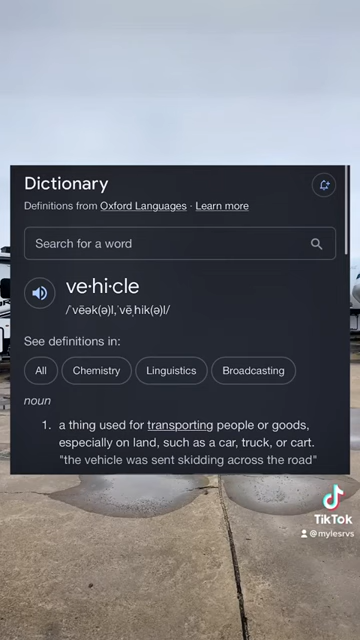 Dictionary
Definitions from Oxford Languages · Learn more
Search for a word
ve·hi·cle
/ˈvēək(ə)l,ˈvēˌhik(ə)l/
See definitions in:
All
Chemistry
Linguistics
Broadcasting
noun
1. a thing used for transporting people or goods,
especially on land, such as a car, truck, or cart.
"the vehicle was sent skidding across the road"
TikTok
@mylesrvs